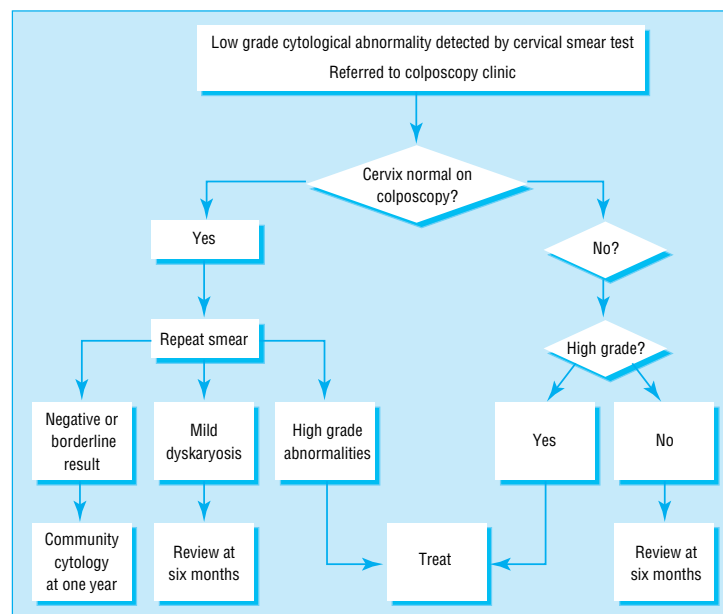 Low grade cytological abnormality detected by cervical smear test
Referred to colposcopy clinic
Cervix normal on
colposcopy?
Yes
No?
Repeat smear
High grade?
Negative or
borderline
result
Mild
dyskaryosis
High grade
abnormalities
Yes
No
Community
cytology
at one year
Review at
six months
Treat
Review at
six months